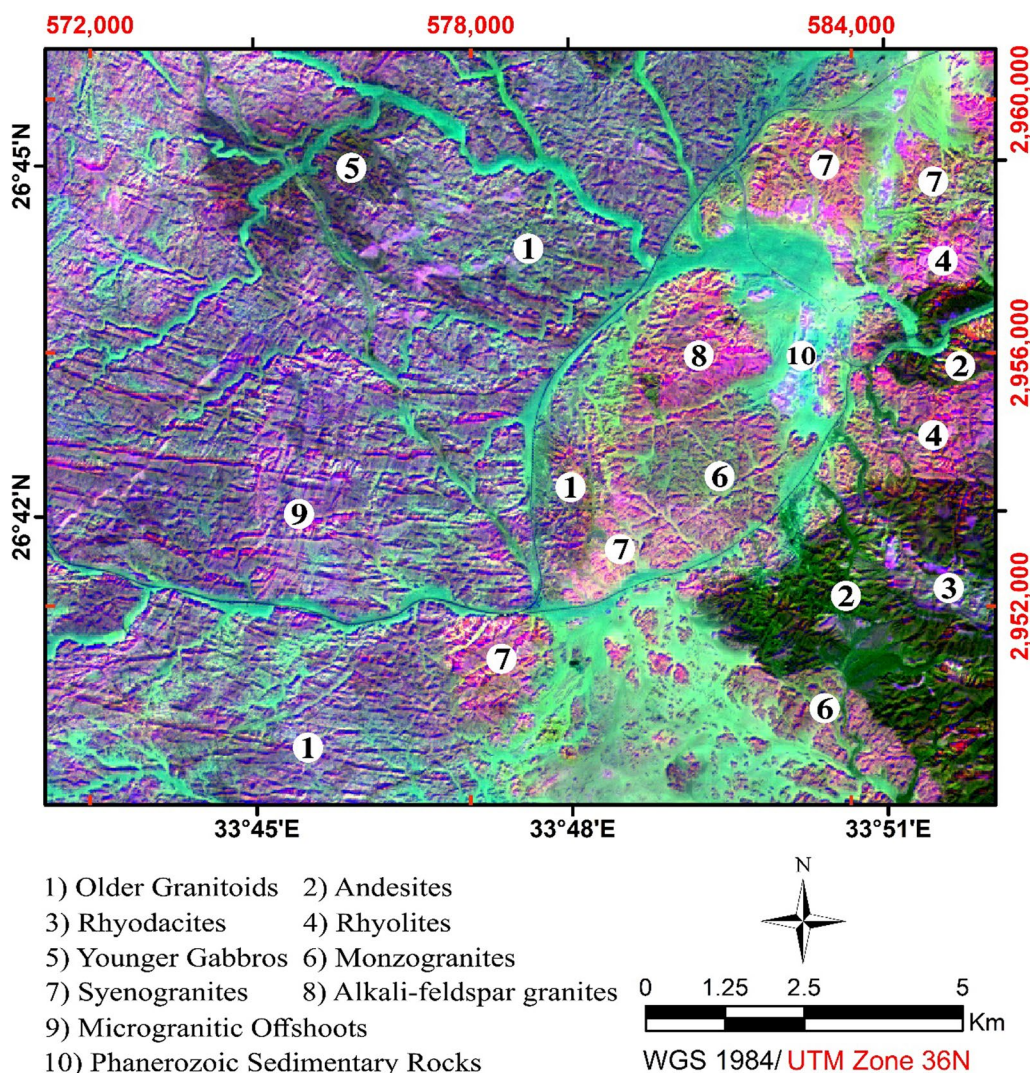 572,000 578,000 584,000
2,960,000
26°45'N
7
5
7
1
4
2,956,000
8
10
2
4
6
1
26°42'N
9
7
3
2
2,952,000
7
6
1
33°45'E 33°48'E 33°51'E
1) Older Granitoids 2) Andesites
3) Rhyodacites 4) Rhyolites
5) Younger Gabbros 6) Monzogranites
7) Syenogranites 8) Alkali-feldspar granites
9) Microgranitic Offshoots
10) Phanerozoic Sedimentary Rocks
N
0 1.25 2.5 5
Km
WGS 1984/ UTM Zone 36N